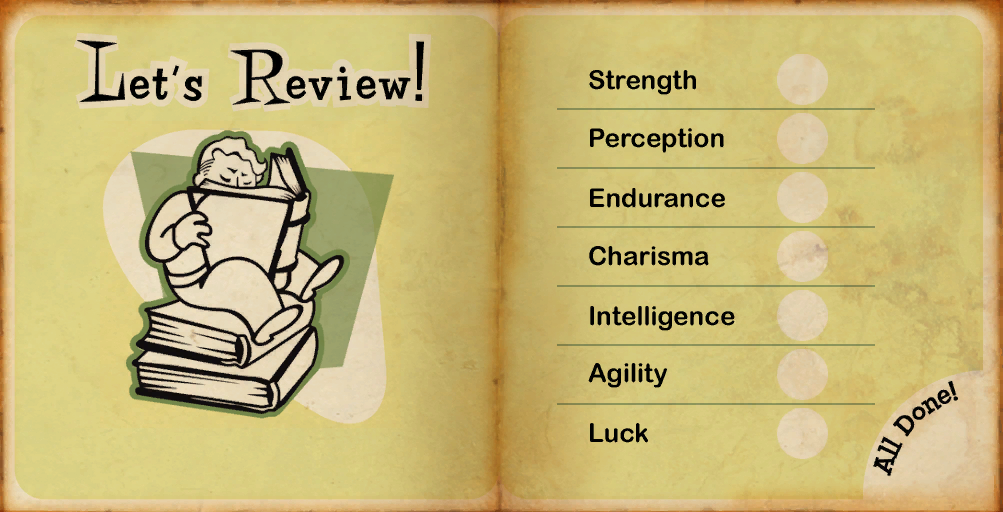 Let's Review!
Strength
Perception
Endurance
Charisma
Intelligence
Agility
Luck
All Done!